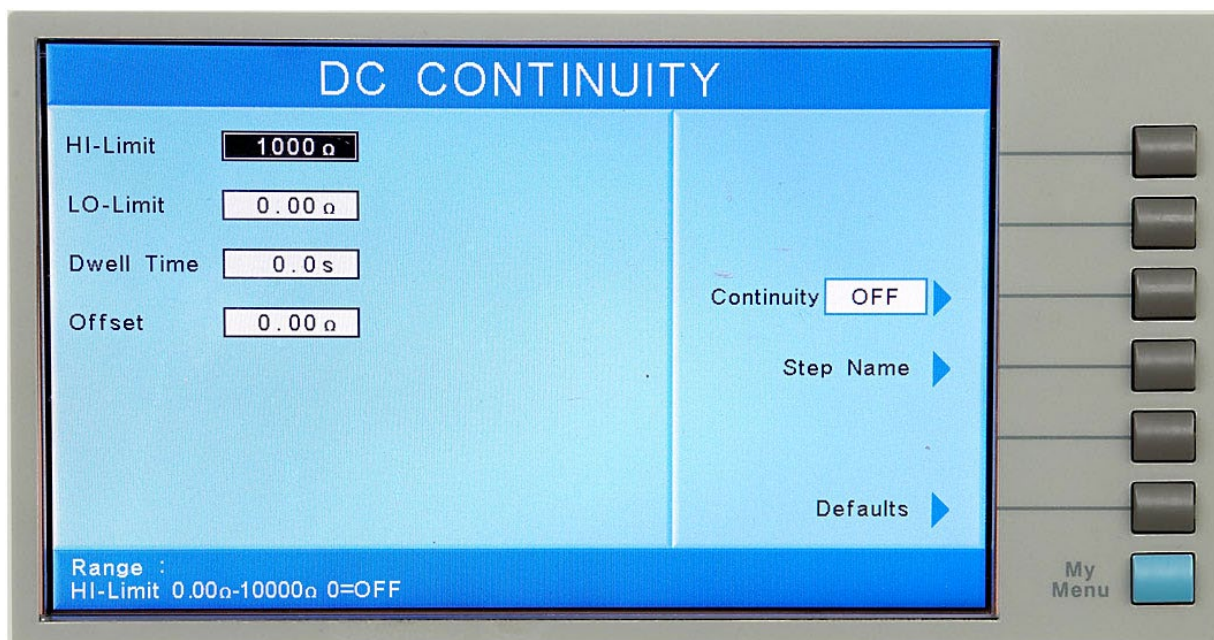 DC CONTINUITY
HI-Limit 1000 Ω
LO-Limit 0.00 Ω
Dwell Time 0.0s
Offset 0.00 Ω
Continuity OFF
Step Name
Defaults
Range :
HI-Limit 0.00Ω-10000Ω 0=OFF
My
Menu